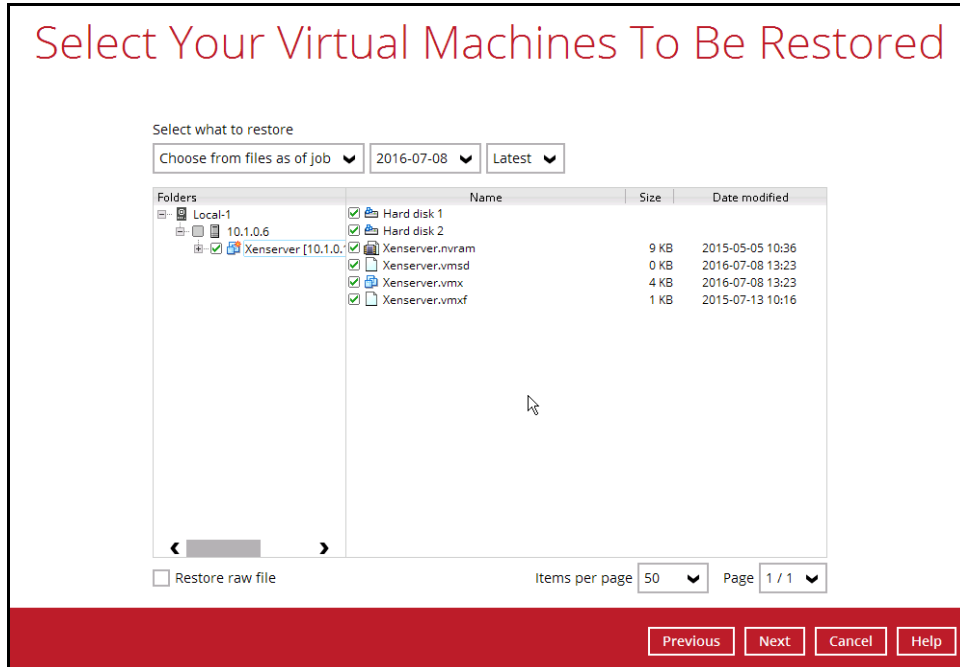 Select Your Virtual Machines To Be Restored
Select what to restore
Choose from files as of job 2016-07-08 Latest
Folders Name Size Date modified
Local-1 Hard disk 1
10.1.0.6 Hard disk 2
Xenserver [10.1.0. Xenserver.nvram 9 KB 2015-05-05 10:36
Xenserver.vmsd 0 KB 2016-07-08 13:23
Xenserver.vmx 4 KB 2016-07-08 13:23
Xenserver.vmxf 1 KB 2015-07-13 10:16
Restore raw file Items per page 50 Page 1 / 1
Previous Next Cancel Help